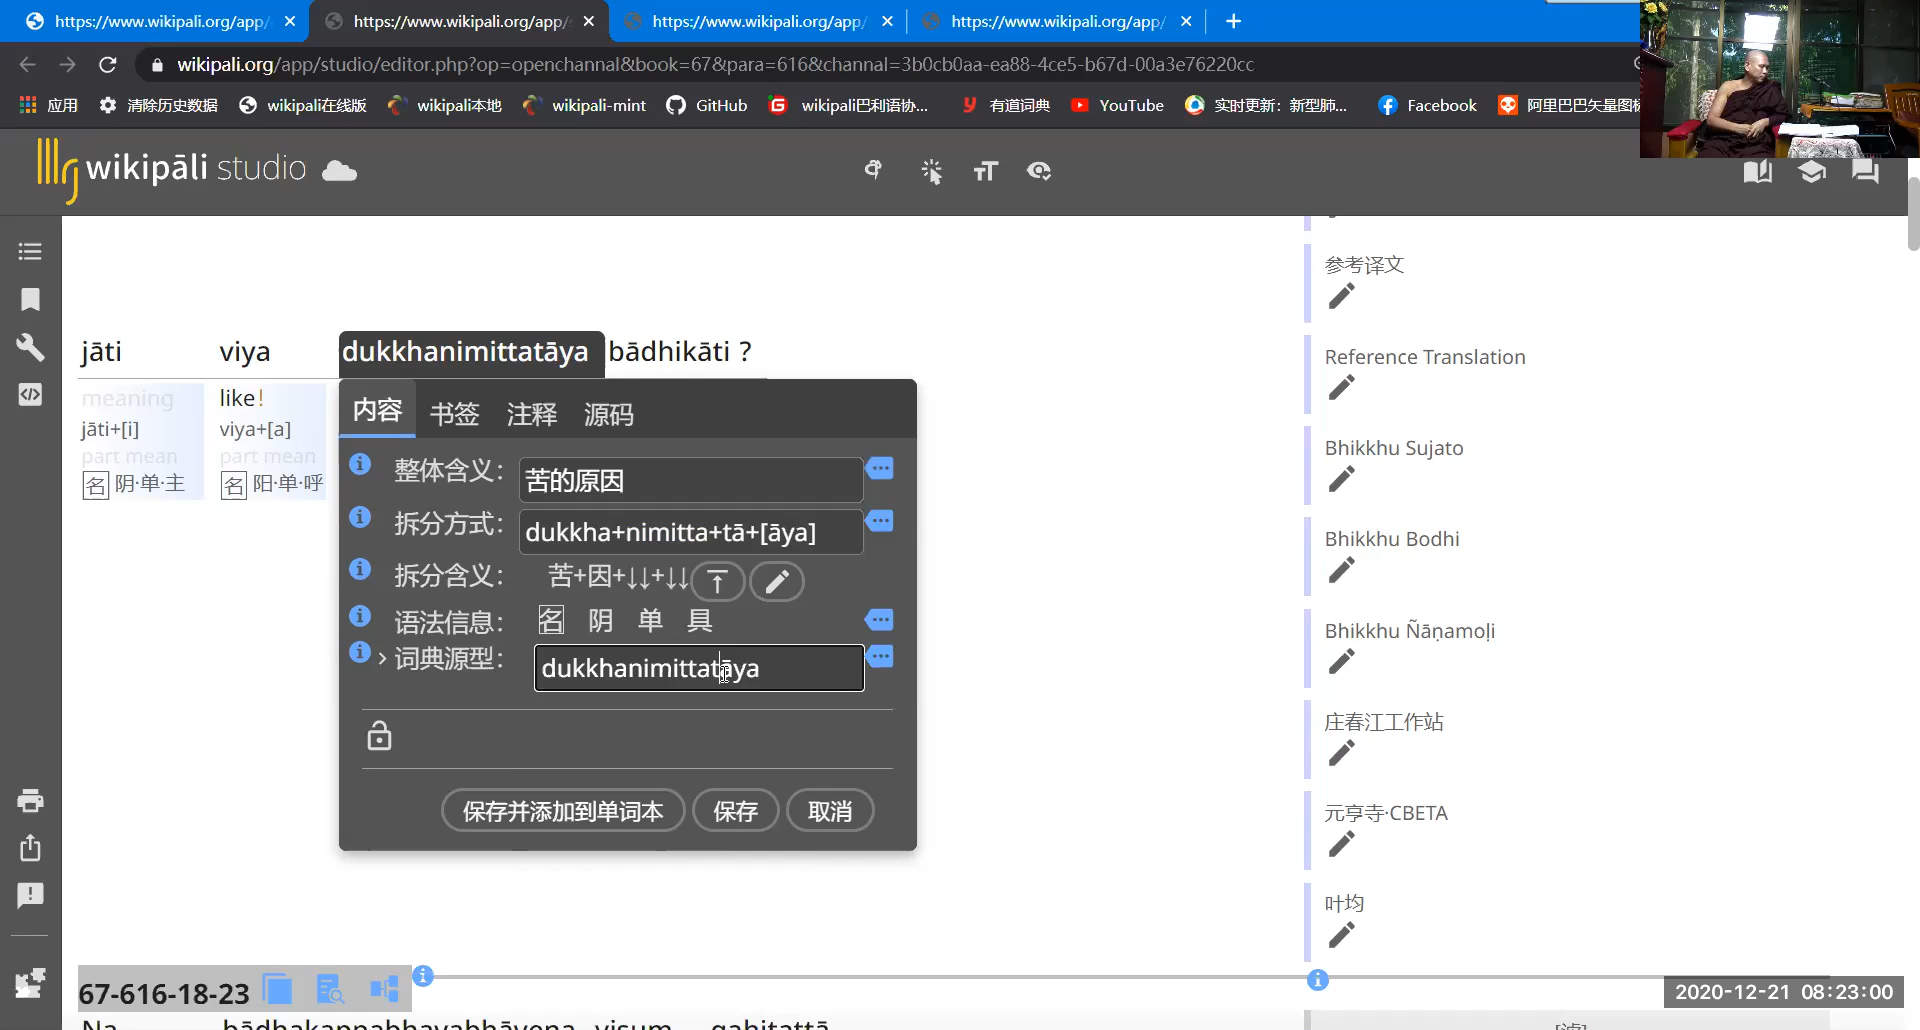 https://www.wikipali.org/app/ https://www.wikipali.org/app/ https://www.wikipali.org/app/ https://www.wikipali.org/app/
wikipali.org/app/studio/editor.php?op=openchannal&book=67&para=616&channal=3b0cb0aa-ea88-4ce5-b67d-00a3e76220cc
应用 清除历史数据 wikipali在线版 wikipali本地 wikipali-mint GitHub wikipali巴利语协... 有道词典 YouTube 实时更新：新型肺... Facebook 阿里巴巴矢量图标
wikipāli studio
jāti viya dukkhanimittatāya bādhikāti ?
meaning like!
jāti+[i] viya+[a]
part mean part mean
名 阴·单·主 名 阳·单·呼
内容 书签 注释 源码
整体含义： 苦的原因
拆分方式： dukkha+nimitta+tā+[āya]
拆分含义： 苦+因+↓↓+↓↓
语法信息： 名 阴 单 具
词典源型： dukkhanimittatāya
保存并添加到单词本 保存 取消
参考译文
Reference Translation
Bhikkhu Sujato
Bhikkhu Bodhi
Bhikkhu Ñāṇamoḷi
庄春江工作站
元亨寺·CBETA
叶均
67-616-18-23
2020-12-21 08:23:00
Na bādhakappabhavabhāvena visuṃ gahitattā